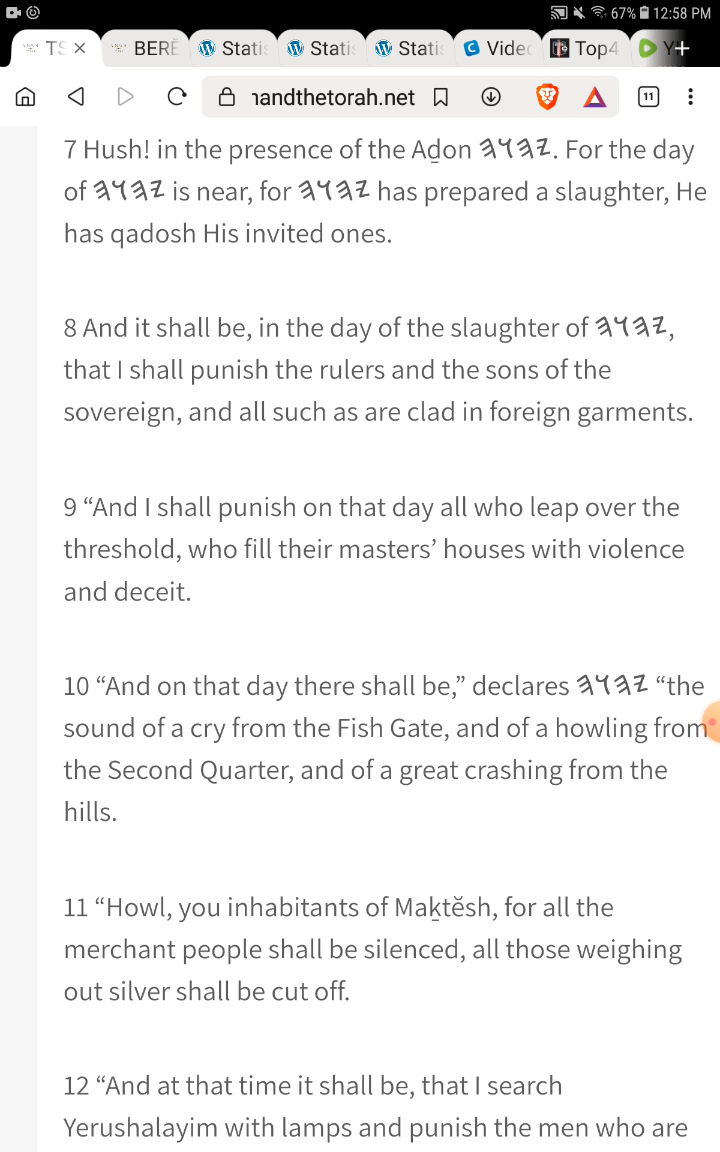 67% 12:58 PM
TS BERĔ Statis Statis Statis Top4 Y
nandthetorah.net 11
7 Hush! in the presence of the Aḏon 𐤉𐤄𐤅𐤄. For the day
of 𐤉𐤄𐤅𐤄 is near, for 𐤉𐤄𐤅𐤄 has prepared a slaughter, He
has qadosh His invited ones.
8 And it shall be, in the day of the slaughter of 𐤉𐤄𐤅𐤄,
that I shall punish the rulers and the sons of the
sovereign, and all such as are clad in foreign garments.
9 “And I shall punish on that day all who leap over the
threshold, who fill their masters’ houses with violence
and deceit.
10 “And on that day there shall be,” declares 𐤉𐤄𐤅𐤄 “the
sound of a cry from the Fish Gate, and of a howling from
the Second Quarter, and of a great crashing from the
hills.
11 “Howl, you inhabitants of Maḵtĕsh, for all the
merchant people shall be silenced, all those weighing
out silver shall be cut off.
12 “And at that time it shall be, that I search
Yerushalayim with lamps and punish the men who are